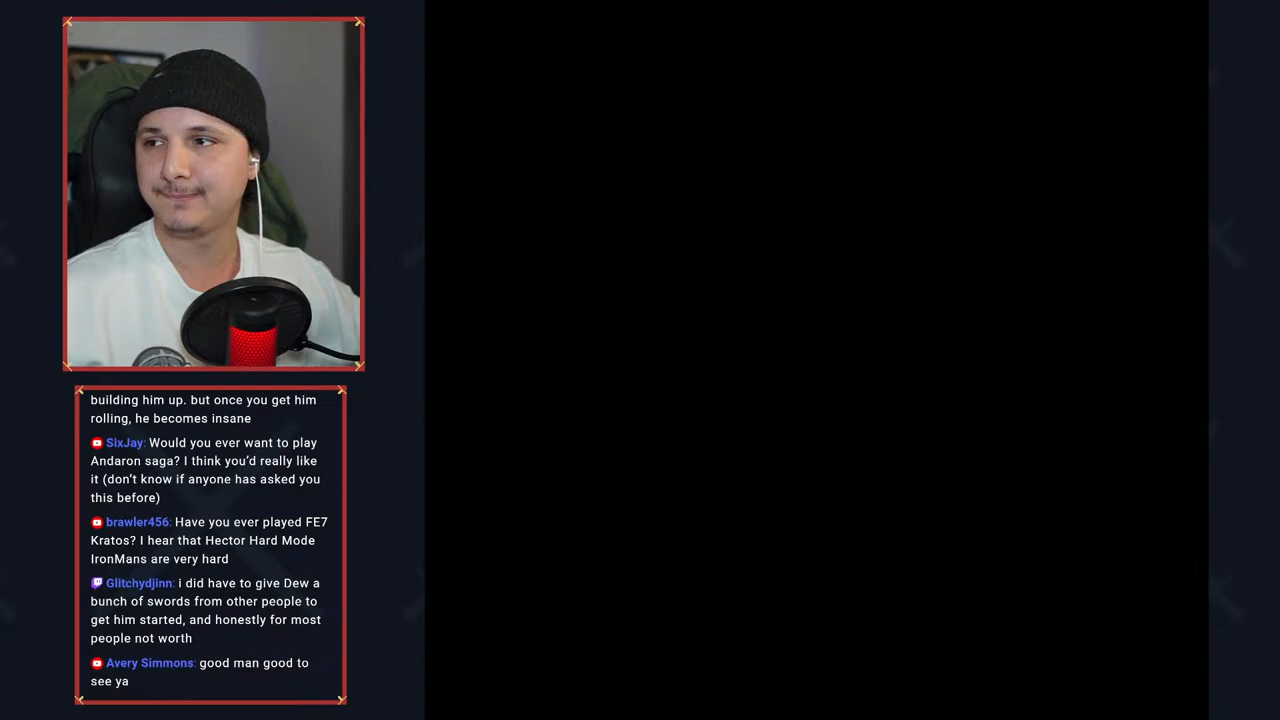 building him up. but once you get him
rolling, he becomes insane
SixJay: Would you ever want to play
Andaron saga? I think you’d really like
it (don’t know if anyone has asked you
this before)
brawler456: Have you ever played FE7
Kratos? I hear that Hector Hard Mode
IronMans are very hard
Glitchydjinn: i did have to give Dew a
bunch of swords from other people to
get him started, and honestly for most
people not worth
Avery Simmons: good man good to
see ya